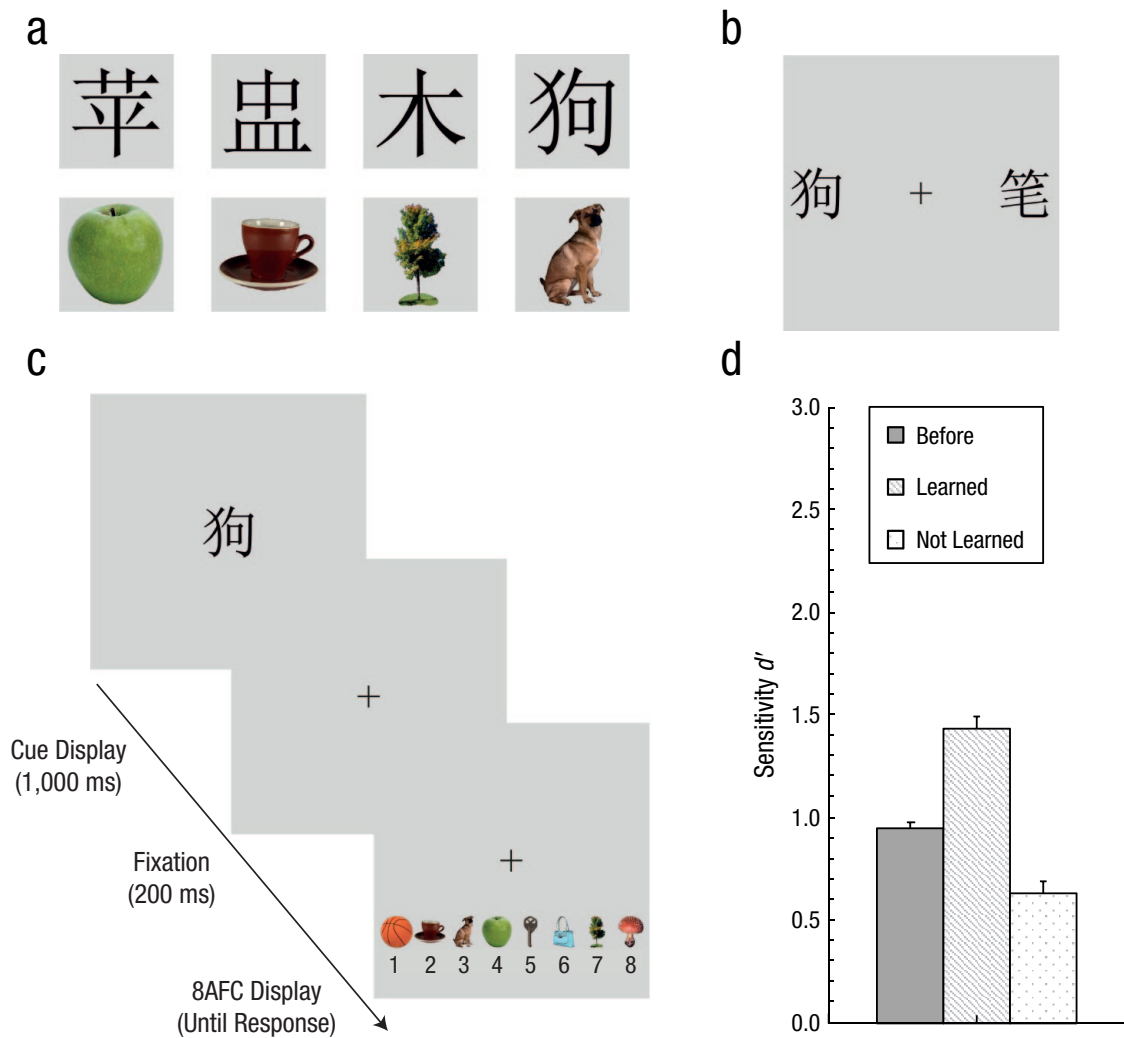 a
苹 盅 木 狗
b
狗 + 笔
c
狗
+
+
1 2 3 4 5 6 7 8
Cue Display
(1,000 ms)
Fixation
(200 ms)
8AFC Display
(Until Response)
d
Sensitivity d′
3.0
2.5
2.0
1.5
1.0
0.5
0.0
Before
Learned
Not Learned